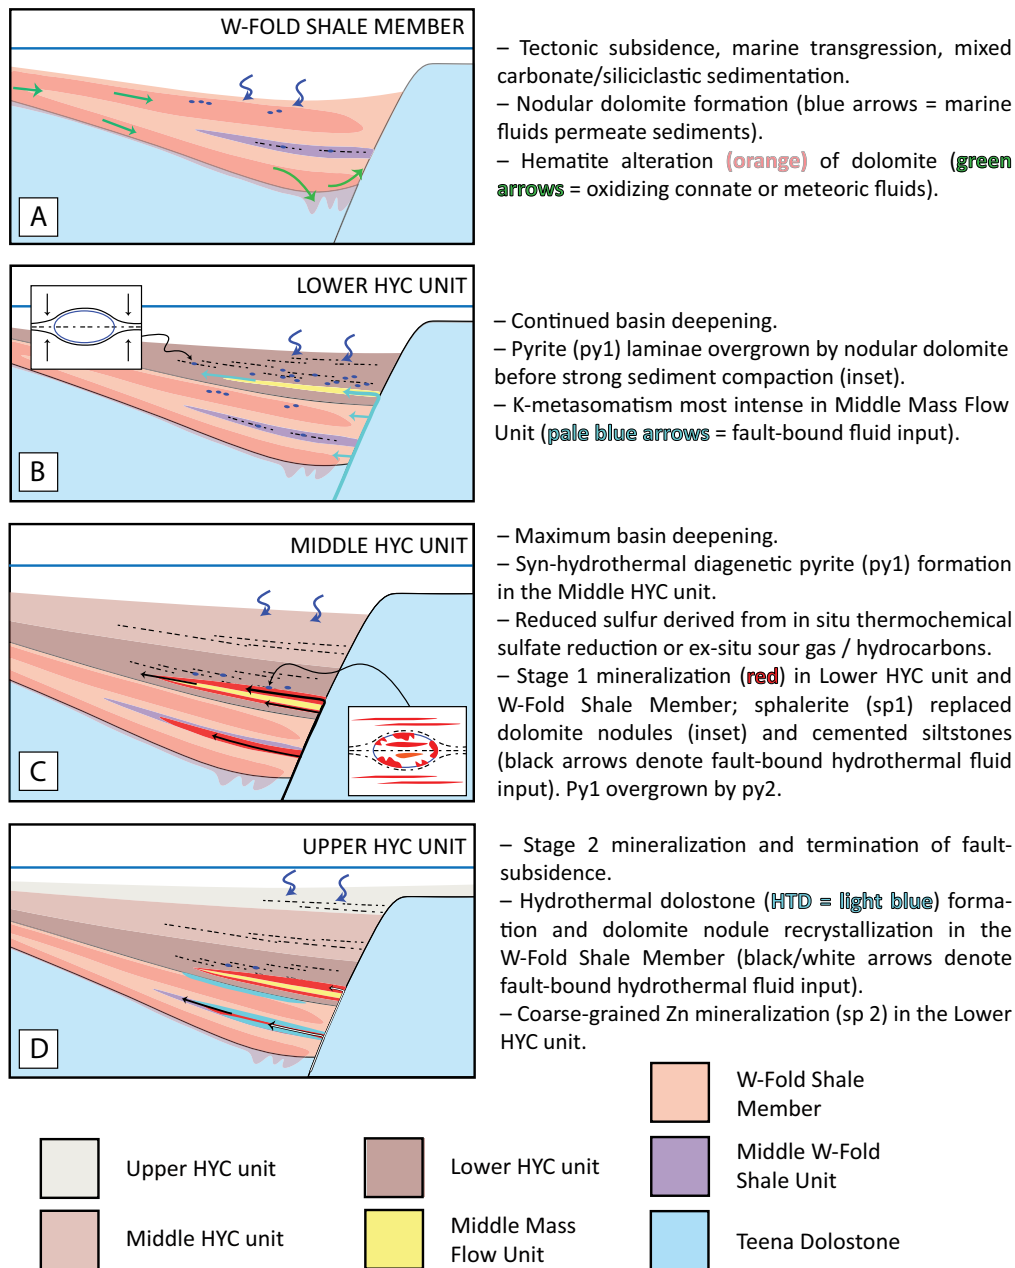 W-FOLD SHALE MEMBER
A
– Tectonic subsidence, marine transgression, mixed
carbonate/siliciclastic sedimentation.
– Nodular dolomite formation (blue arrows = marine
fluids permeate sediments).
– Hematite alteration (orange) of dolomite (green
arrows = oxidizing connate or meteoric fluids).
LOWER HYC UNIT
B
– Continued basin deepening.
– Pyrite (py1) laminae overgrown by nodular dolomite
before strong sediment compaction (inset).
– K-metasomatism most intense in Middle Mass Flow
Unit (pale blue arrows = fault-bound fluid input).
MIDDLE HYC UNIT
C
– Maximum basin deepening.
– Syn-hydrothermal diagenetic pyrite (py1) formation
in the Middle HYC unit.
– Reduced sulfur derived from in situ thermochemical
sulfate reduction or ex-situ sour gas / hydrocarbons.
– Stage 1 mineralization (red) in Lower HYC unit and
W-Fold Shale Member; sphalerite (sp1) replaced
dolomite nodules (inset) and cemented siltstones
(black arrows denote fault-bound hydrothermal fluid
input). Py1 overgrown by py2.
UPPER HYC UNIT
D
– Stage 2 mineralization and termination of fault-
subsidence.
– Hydrothermal dolostone (HTD = light blue) forma-
tion and dolomite nodule recrystallization in the
W-Fold Shale Member (black/white arrows denote
fault-bound hydrothermal fluid input).
– Coarse-grained Zn mineralization (sp 2) in the Lower
HYC unit.
Upper HYC unit
Middle HYC unit
Lower HYC unit
Middle Mass
Flow Unit
W-Fold Shale
Member
Middle W-Fold
Shale Unit
Teena Dolostone